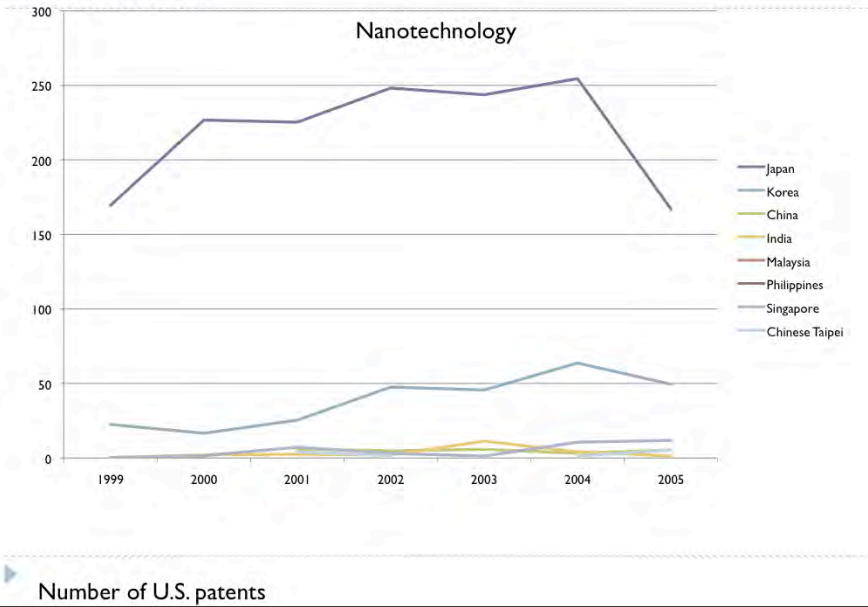 Nanotechnology
300
250
200
150
100
50
0
1999 2000 2001 2002 2003 2004 2005
Japan
Korea
China
India
Malaysia
Philippines
Singapore
Chinese Taipei
Number of U.S. patents